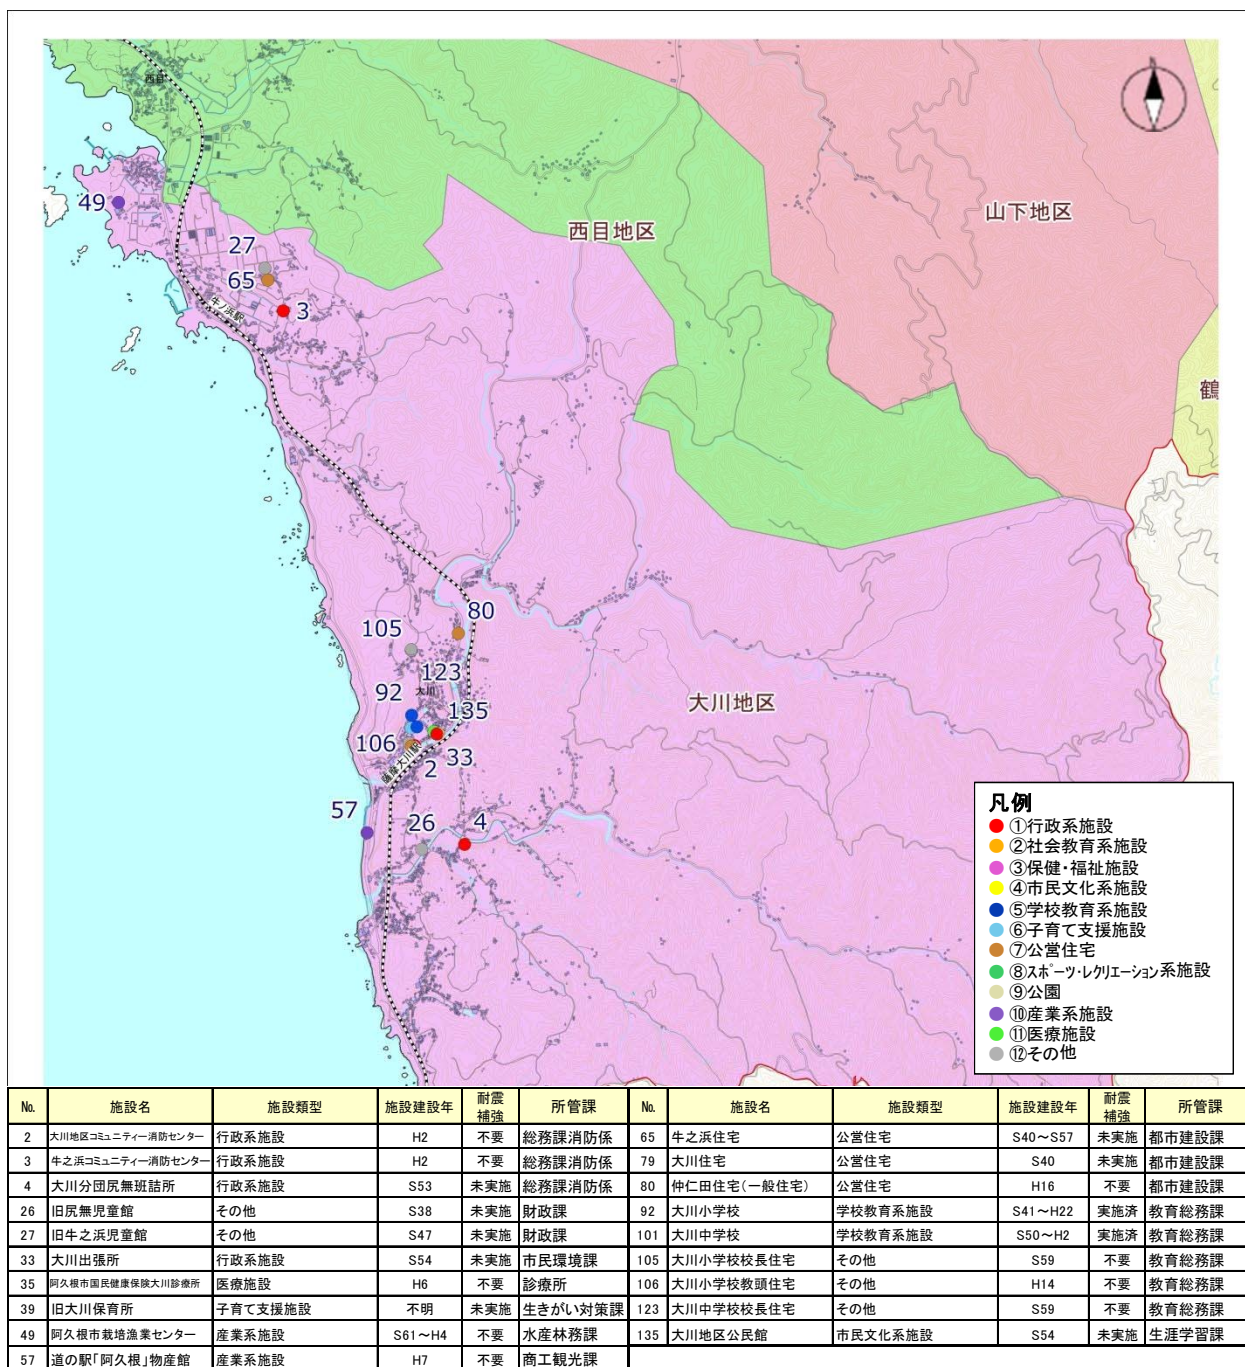 N
西目
49
西目地区
山下地区
27
65
3
牛ノ浜駅
鶴
80
105
123
大川
92
大川地区
135
106
薩摩大川駅
33
2
57
26
4
凡例
①行政系施設
②社会教育系施設
③保健・福祉施設
④市民文化系施設
⑤学校教育系施設
⑥子育て支援施設
⑦公営住宅
⑧スポーツ・レクリエーション系施設
⑨公園
⑩産業系施設
⑪医療施設
⑫その他
№ 施設名 施設類型 施設建設年 耐震補強 所管課 № 施設名 施設類型 施設建設年 耐震補強 所管課
2 大川地区コミュニティー消防センター 行政系施設 H2 不要 総務課消防係 65 牛之浜住宅 公営住宅 S40～S57 未実施 都市建設課
3 牛之浜コミュニティー消防センター 行政系施設 H2 不要 総務課消防係 79 大川住宅 公営住宅 S40 未実施 都市建設課
4 大川分団尻無班詰所 行政系施設 S53 未実施 総務課消防係 80 仲仁田住宅（一般住宅） 公営住宅 H16 不要 都市建設課
26 旧尻無児童館 その他 S38 未実施 財政課 92 大川小学校 学校教育系施設 S41～H22 実施済 教育総務課
27 旧牛之浜児童館 その他 S47 未実施 財政課 101 大川中学校 学校教育系施設 S50～H2 実施済 教育総務課
33 大川出張所 行政系施設 S54 未実施 市民環境課 105 大川小学校校長住宅 その他 S59 不要 教育総務課
35 阿久根市国民健康保険大川診療所 医療施設 H6 不要 診療所 106 大川小学校教頭住宅 その他 H14 不要 教育総務課
39 旧大川保育所 子育て支援施設 不明 未実施 生きがい対策課 123 大川中学校校長住宅 その他 S59 不要 教育総務課
49 阿久根市栽培漁業センター 産業系施設 S61～H4 不要 水産林務課 135 大川地区公民館 市民文化系施設 S54 未実施 生涯学習課
57 道の駅「阿久根」物産館 産業系施設 H7 不要 商工観光課